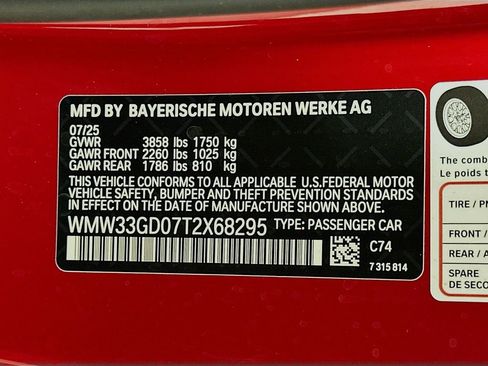 MFD BY BAYERISCHE MOTOREN WERKE AG
07/25
GVWR 3858 lbs 1750 kg
GAWR FRONT 2260 lbs 1025 kg
GAWR REAR 1786 lbs 810 kg
THIS VEHICLE CONFORMS TO ALL APPLICABLE U.S.FEDERAL MOTOR
VEHICLE SAFETY, BUMPER AND THEFT PREVENTION STANDARDS
IN EFFECT ON THE DATE OF MANUFACTURE SHOWN ABOVE.
WMW33GD07T2X68295 TYPE: PASSENGER CAR
C74
7315814
The comb
Le poids t
TIRE / PN
FRONT /
REAR / A
SPARE
DE SECO